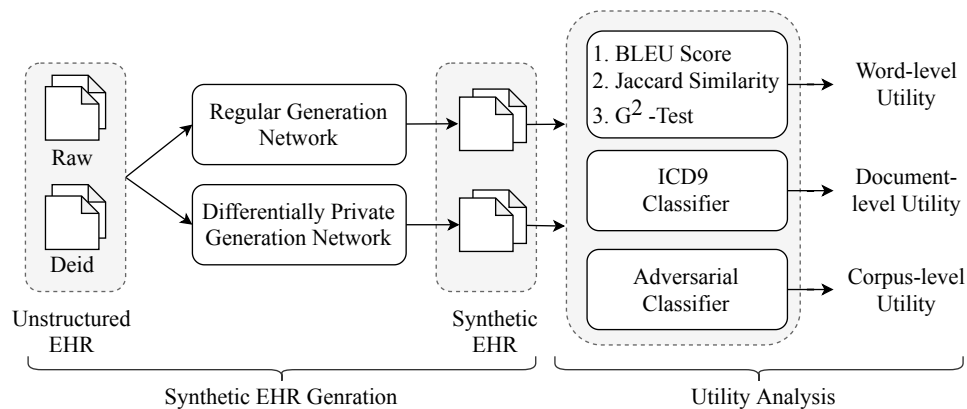 Raw
Deid
Unstructured
EHR
Regular Generation
Network
Differentially Private
Generation Network
Synthetic
EHR
Synthetic EHR Genration
1. BLEU Score
2. Jaccard Similarity
3. G² -Test
ICD9
Classifier
Adversarial
Classifier
Word-level
Utility
Document-
level Utility
Corpus-level
Utility
Utility Analysis